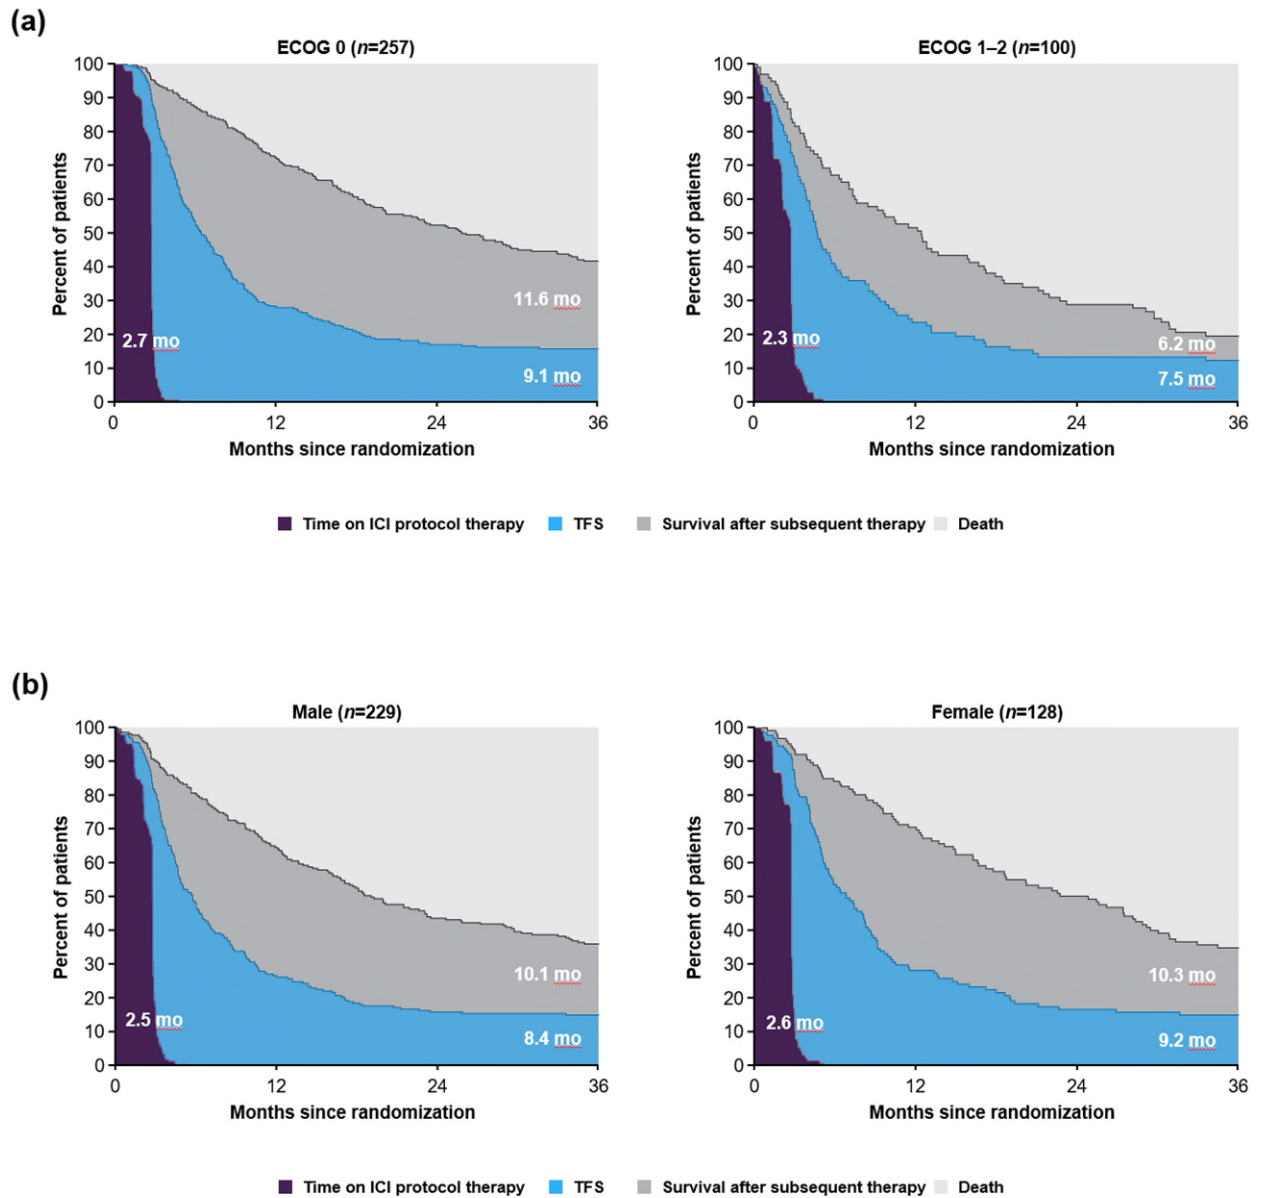 (a)
ECOG 0 (n=257)
ECOG 1–2 (n=100)
Percent of patients
100
90
80
70
60
50
40
30
20
10
0
2.7 mo
11.6 mo
9.1 mo
0
12
24
36
Months since randomization
Percent of patients
100
90
80
70
60
50
40
30
20
10
0
2.3 mo
6.2 mo
7.5 mo
0
12
24
36
Months since randomization
Time on ICI protocol therapy
TFS
Survival after subsequent therapy
Death
(b)
Male (n=229)
Female (n=128)
Percent of patients
100
90
80
70
60
50
40
30
20
10
0
2.5 mo
10.1 mo
8.4 mo
0
12
24
36
Months since randomization
Percent of patients
100
90
80
70
60
50
40
30
20
10
0
2.6 mo
10.3 mo
9.2 mo
0
12
24
36
Months since randomization
Time on ICI protocol therapy
TFS
Survival after subsequent therapy
Death